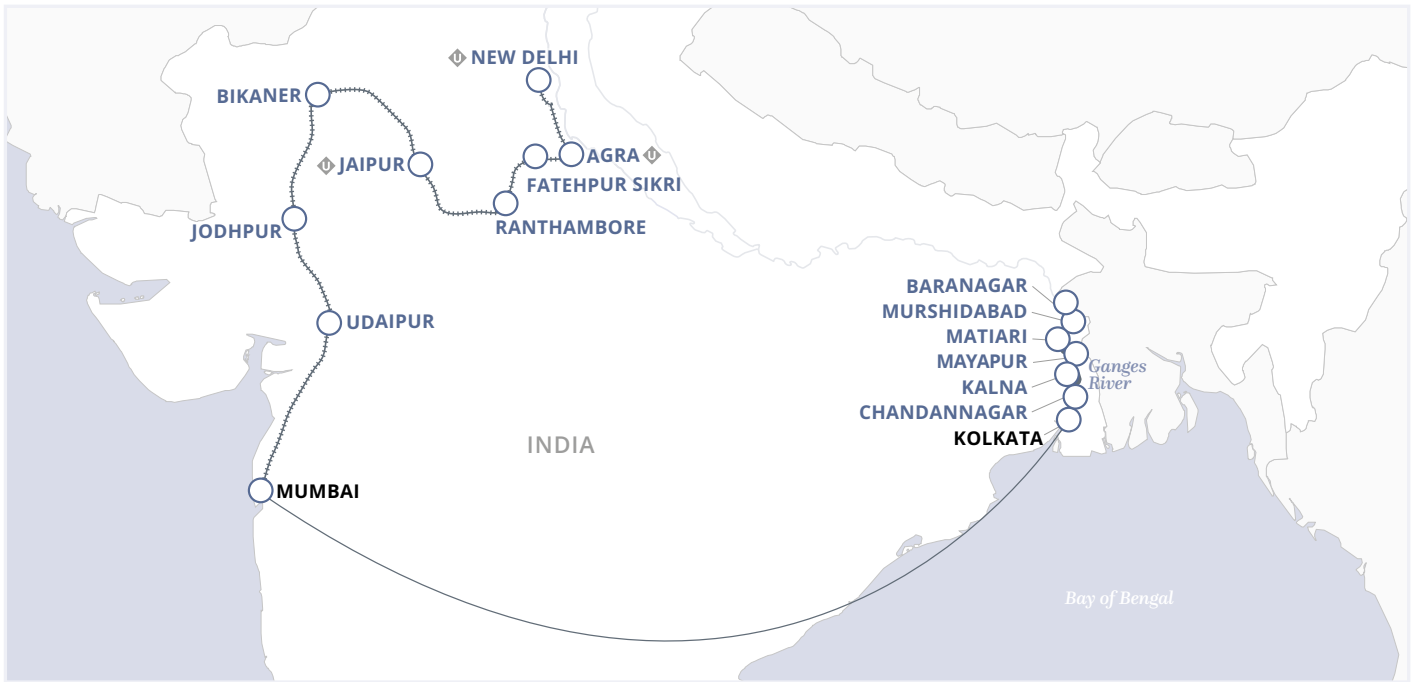 U NEW DELHI
BIKANER
U JAIPUR
AGRA U
FATEHPUR SIKRI
RANTHAMBORE
JODHPUR
UDAIPUR
BARANAGAR
MURSHIDABAD
MATIARI
MAYAPUR
Ganges
River
KALNA
CHANDANNAGAR
KOLKATA
INDIA
MUMBAI
Bay of Bengal